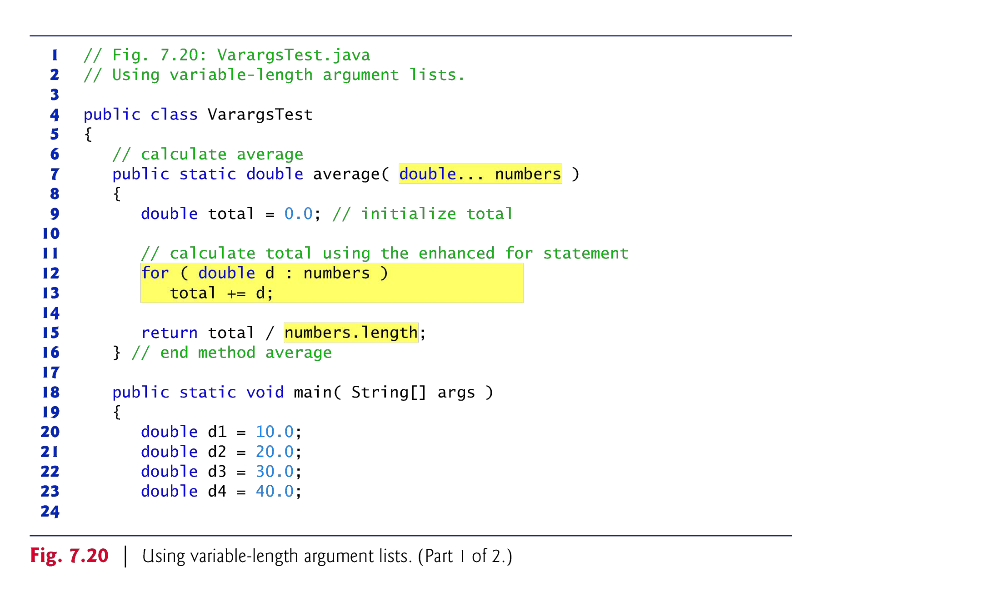 1 // Fig. 7.20: VarargsTest.java
2 // Using variable-length argument lists.
3
4 public class VarargsTest
5 {
6    // calculate average
7    public static double average( double... numbers )
8    {
9       double total = 0.0; // initialize total
10
11       // calculate total using the enhanced for statement
12       for ( double d : numbers )
13          total += d;
14
15       return total / numbers.length;
16    } // end method average
17
18    public static void main( String[] args )
19    {
20       double d1 = 10.0;
21       double d2 = 20.0;
22       double d3 = 30.0;
23       double d4 = 40.0;
24
Fig. 7.20 | Using variable-length argument lists. (Part 1 of 2.)